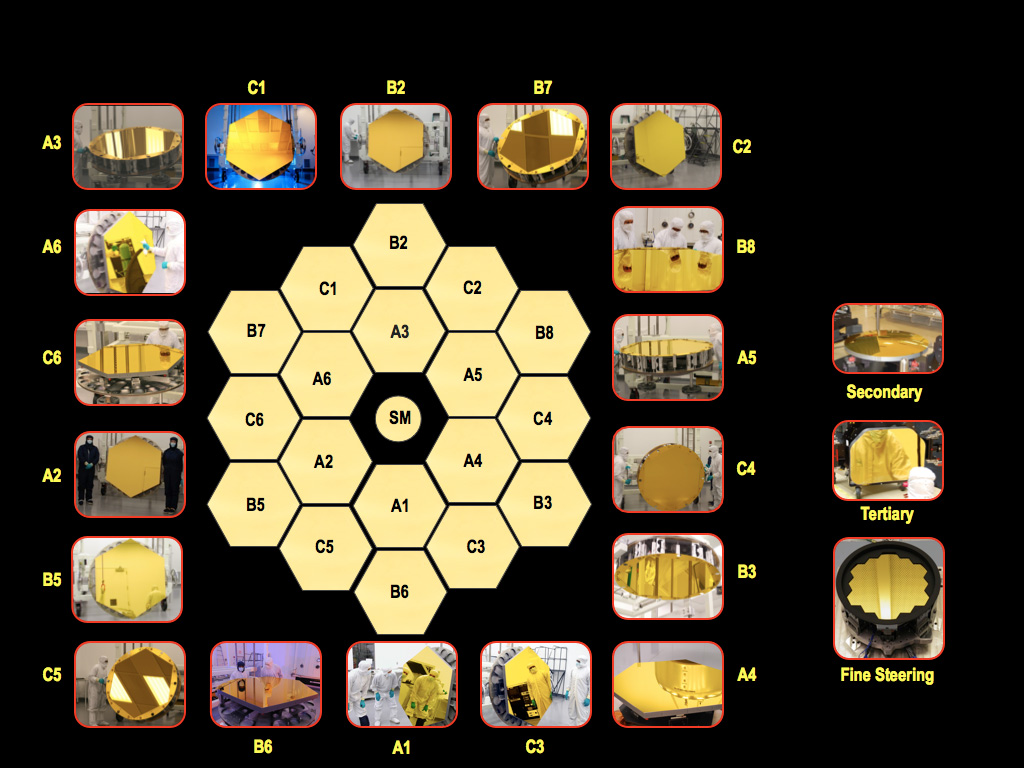 C1
B2
B7
A3
C2
A6
B8
C6
A5
A2
C4
B5
B3
C5
A4
B6
A1
C3
B2
C1
C2
B7
A3
B8
A6
A5
C6
SM
C4
A2
A4
B5
A1
B3
C5
C3
B6
Secondary
Tertiary
Fine Steering